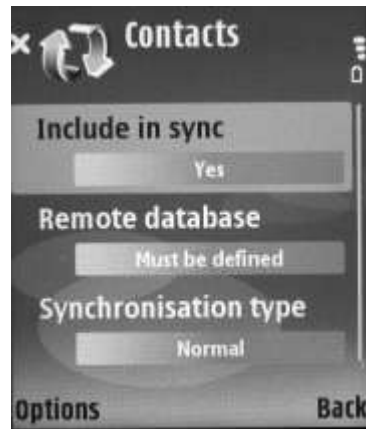 Contacts
Include in sync
Yes
Remote database
Must be defined
Synchronisation type
Normal
Options
Back